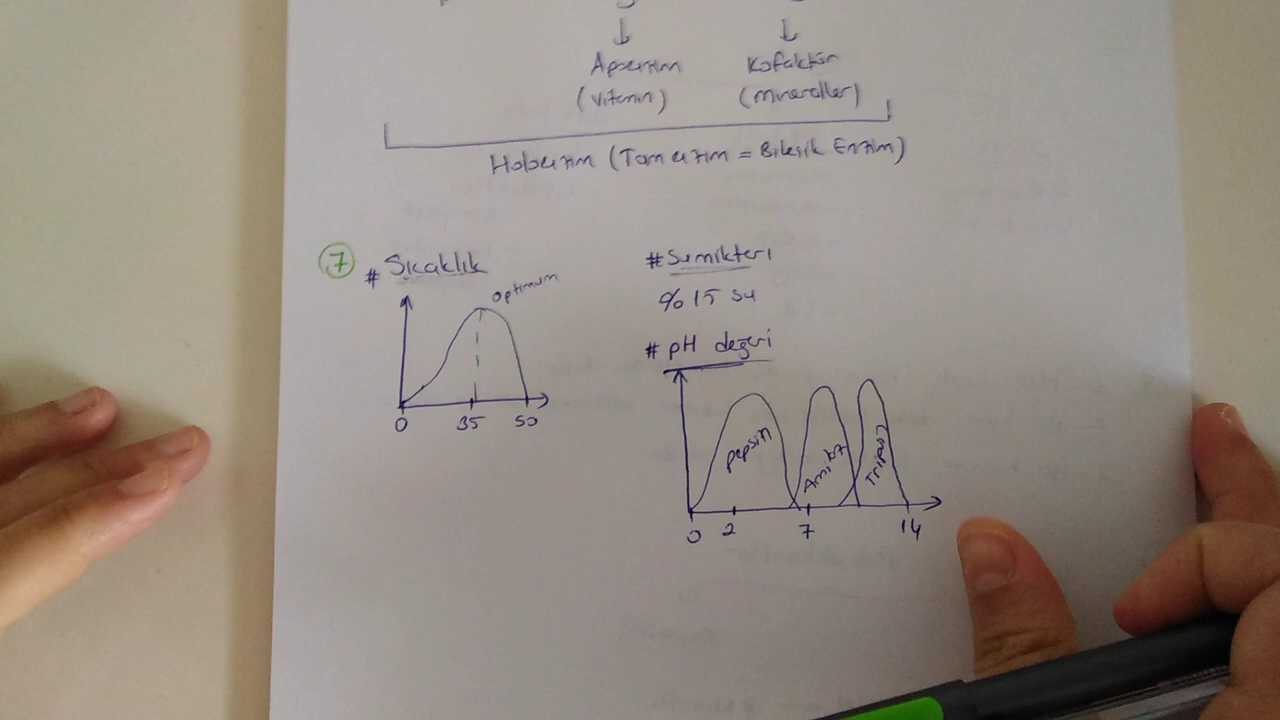 Apoenzim
Kofaktör
(vitamin)
(mineraller)
Holoenzim (Tam enzim = Bileşik Enzim)
7
# Sıcaklık
optimum
0 35 50
# Su miktarı
% 15 su
# pH değeri
pepsin
Amilaz
Tripsin
0 2 7 14